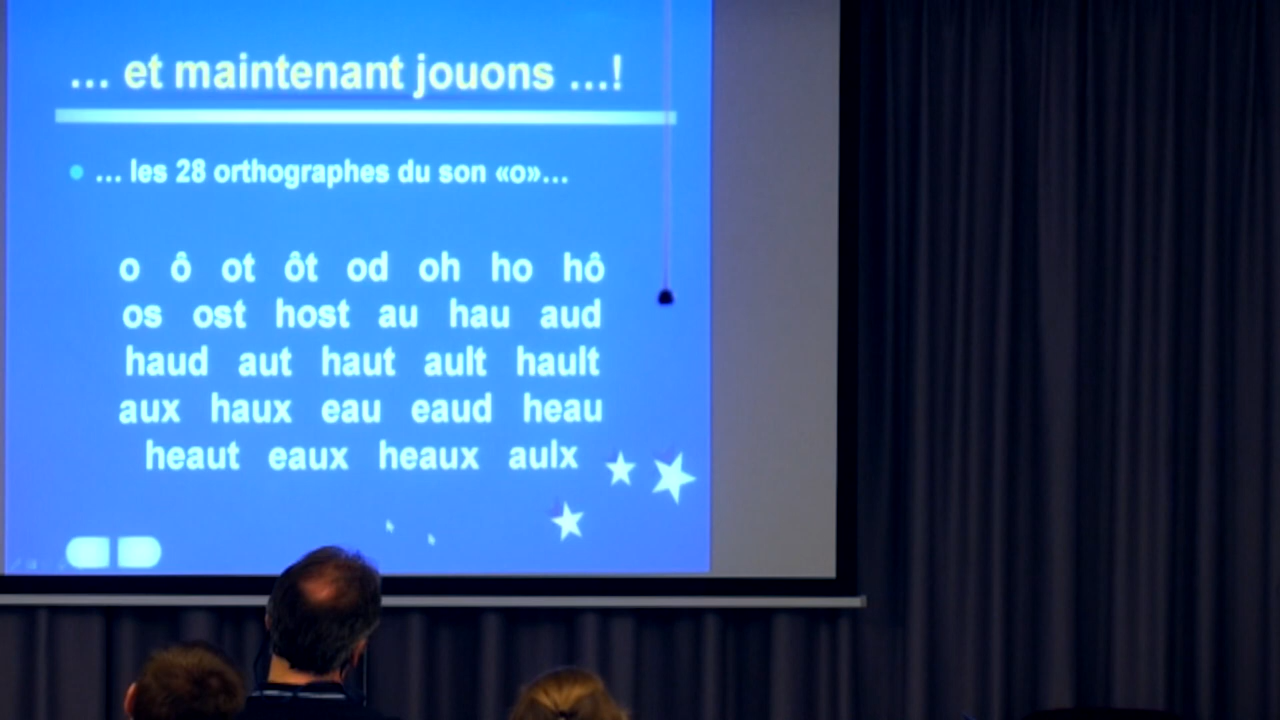 ... et maintenant jouons ...!
... les 28 orthographes du son «o»...
o ô ot ôt od oh ho hô
os ost host au hau aud
haud aut haut ault hault
aux haux eau eaud heau
heaut eaux heaux aulx